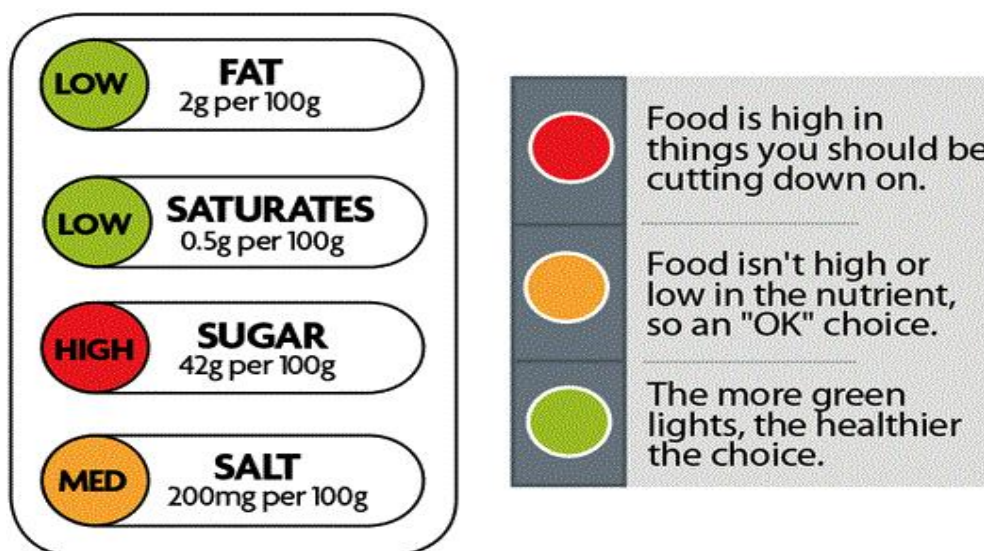 LOW
FAT
2g per 100g
LOW
SATURATES
0.5g per 100g
HIGH
SUGAR
42g per 100g
MED
SALT
200mg per 100g
Food is high in
things you should be
cutting down on.
Food isn't high or
low in the nutrient,
so an "OK" choice.
The more green
lights, the healthier
the choice.